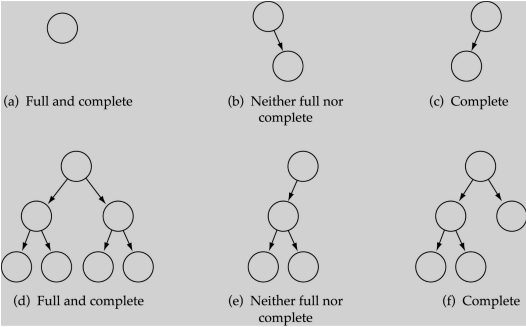 (a) Full and complete
(b) Neither full nor
complete
(c) Complete
(d) Full and complete
(e) Neither full nor
complete
(f) Complete